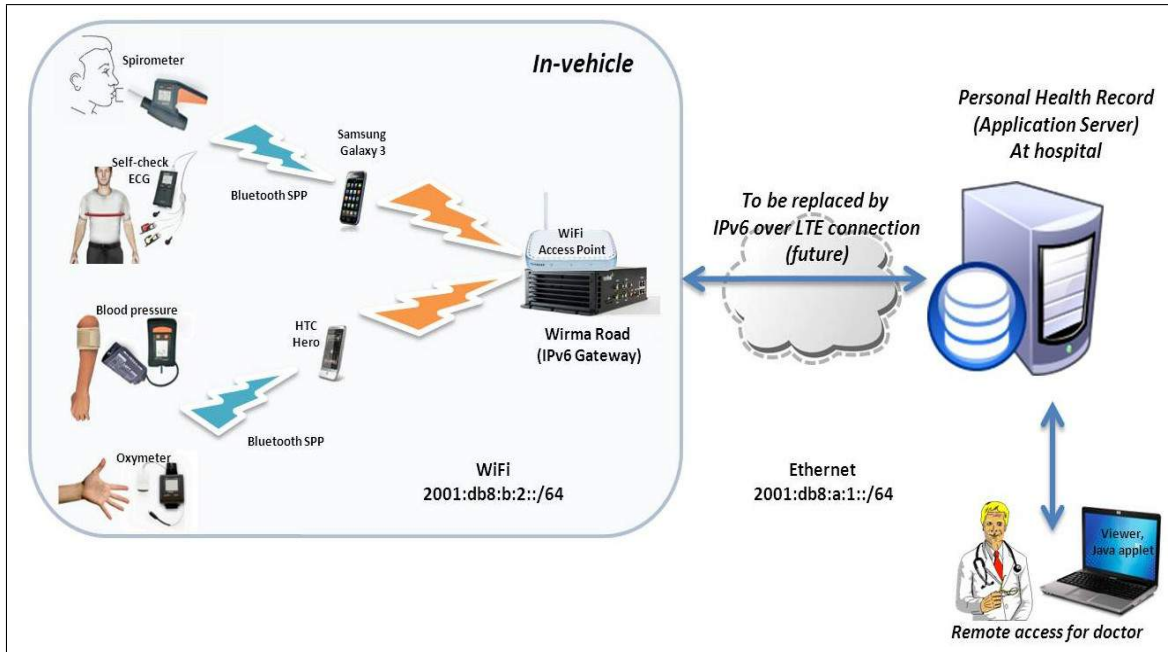 In-vehicle
Spirometer
Self-check
ECG
Bluetooth SPP
Samsung
Galaxy 3
WiFi
Access Point
Wirma Road
(IPv6 Gateway)
Blood pressure
HTC
Hero
Bluetooth SPP
Oxymeter
WiFi
2001:db8:b:2::/64
To be replaced by
IPv6 over LTE connection
(future)
Ethernet
2001:db8:a:1::/64
Personal Health Record
(Application Server)
At hospital
Viewer,
Java applet
Remote access for doctor